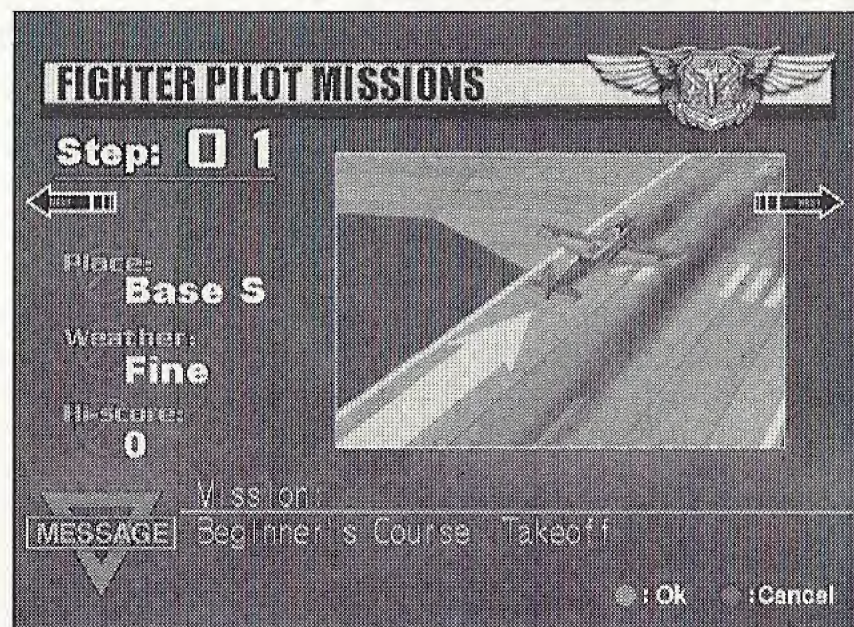 FIGHTER PILOT MISSIONS
Step: 0 1
Place:
Base S
Weather:
Fine
Hi-score:
0
Mission:
MESSAGE
Beginner's Course Takeoff
: Ok : Cancel